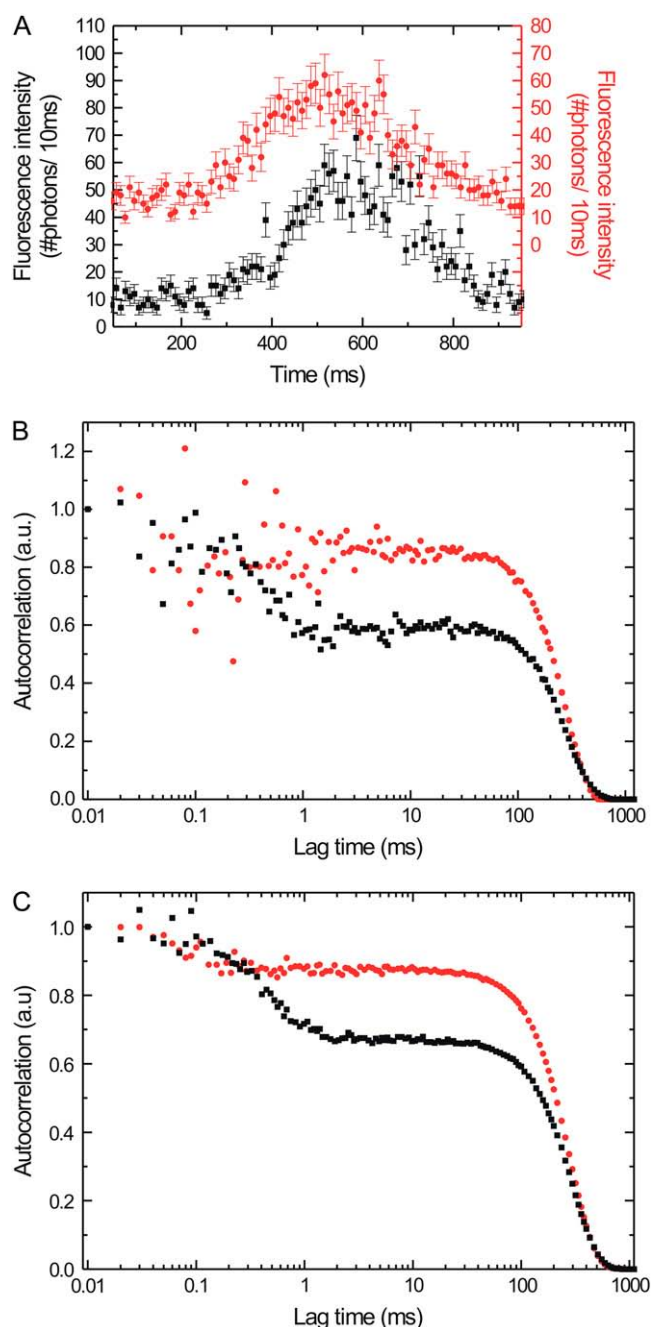 A
Fluorescence intensity
(#photons/ 10ms)
110
100
90
80
70
60
50
40
30
20
10
0
80
70
60
50
40
30
20
10
0
Fluorescence intensity
(#photons/ 10ms)
200 400 600 800
Time (ms)
B
Autocorrelation (a.u.)
1.2
1.0
0.8
0.6
0.4
0.2
0.0
0.01 0.1 1 10 100 1000
Lag time (ms)
C
Autocorrelation (a.u)
1.0
0.8
0.6
0.4
0.2
0.0
0.01 0.1 1 10 100 1000
Lag time (ms)